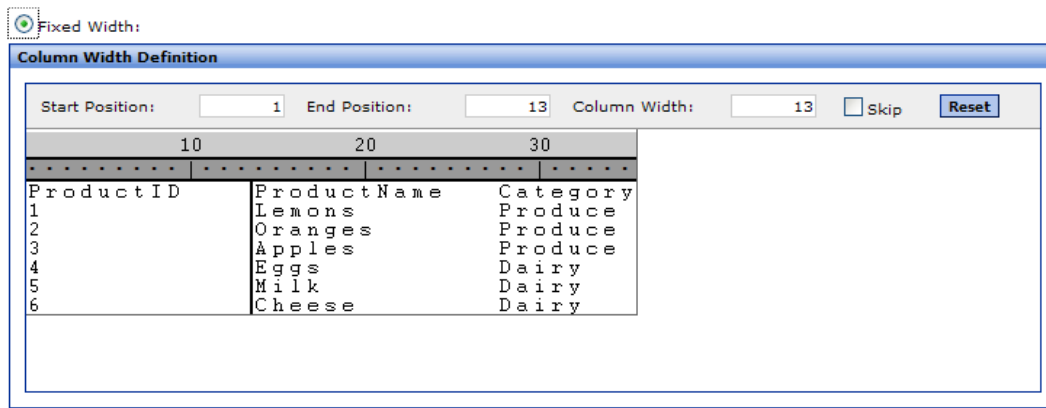 Fixed Width:
Column Width Definition
Start Position: 1 End Position: 13 Column Width: 13 Skip Reset
10 20 30
ProductID ProductName Category
1 Lemons Produce
2 Oranges Produce
3 Apples Produce
4 Eggs Dairy
5 Milk Dairy
6 Cheese Dairy